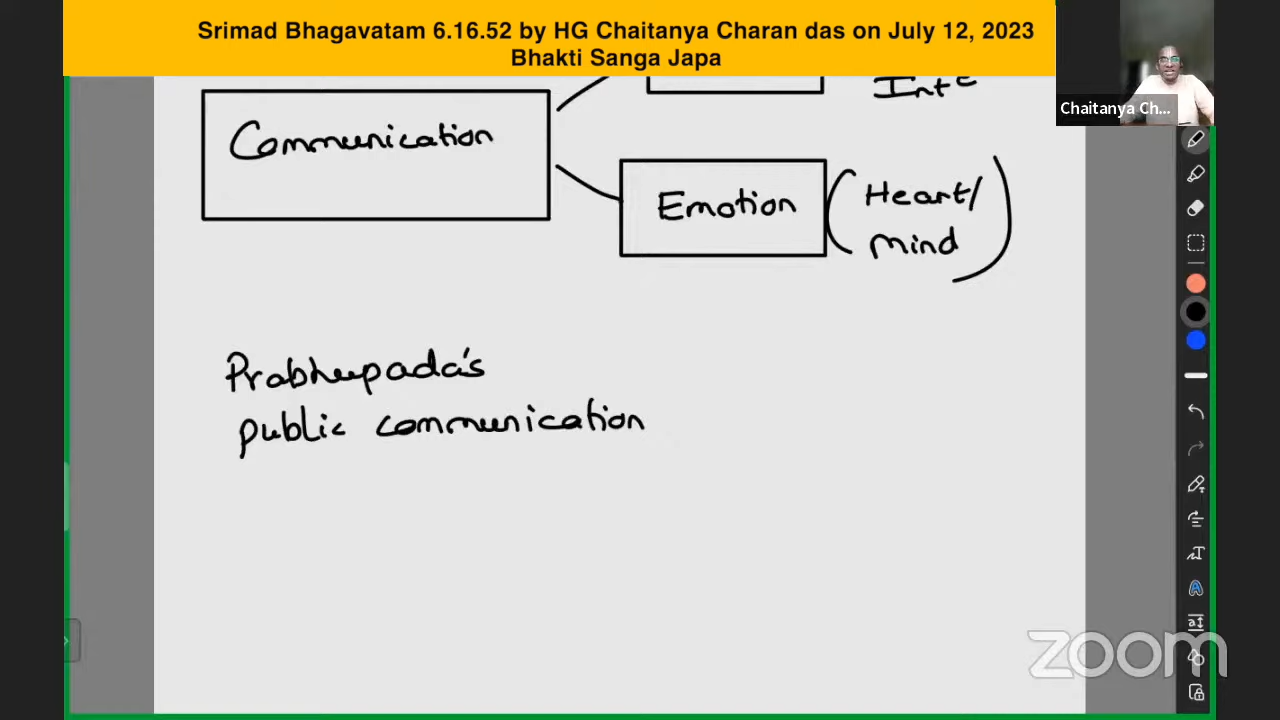 Srimad Bhagavatam 6.16.52 by HG Chaitanya Charan das on July 12, 2023
Bhakti Sanga Japa
Chaitanya Ch...
Communication
Emotion
(Heart/
Mind)
Prabhupada's
public communication
zoom